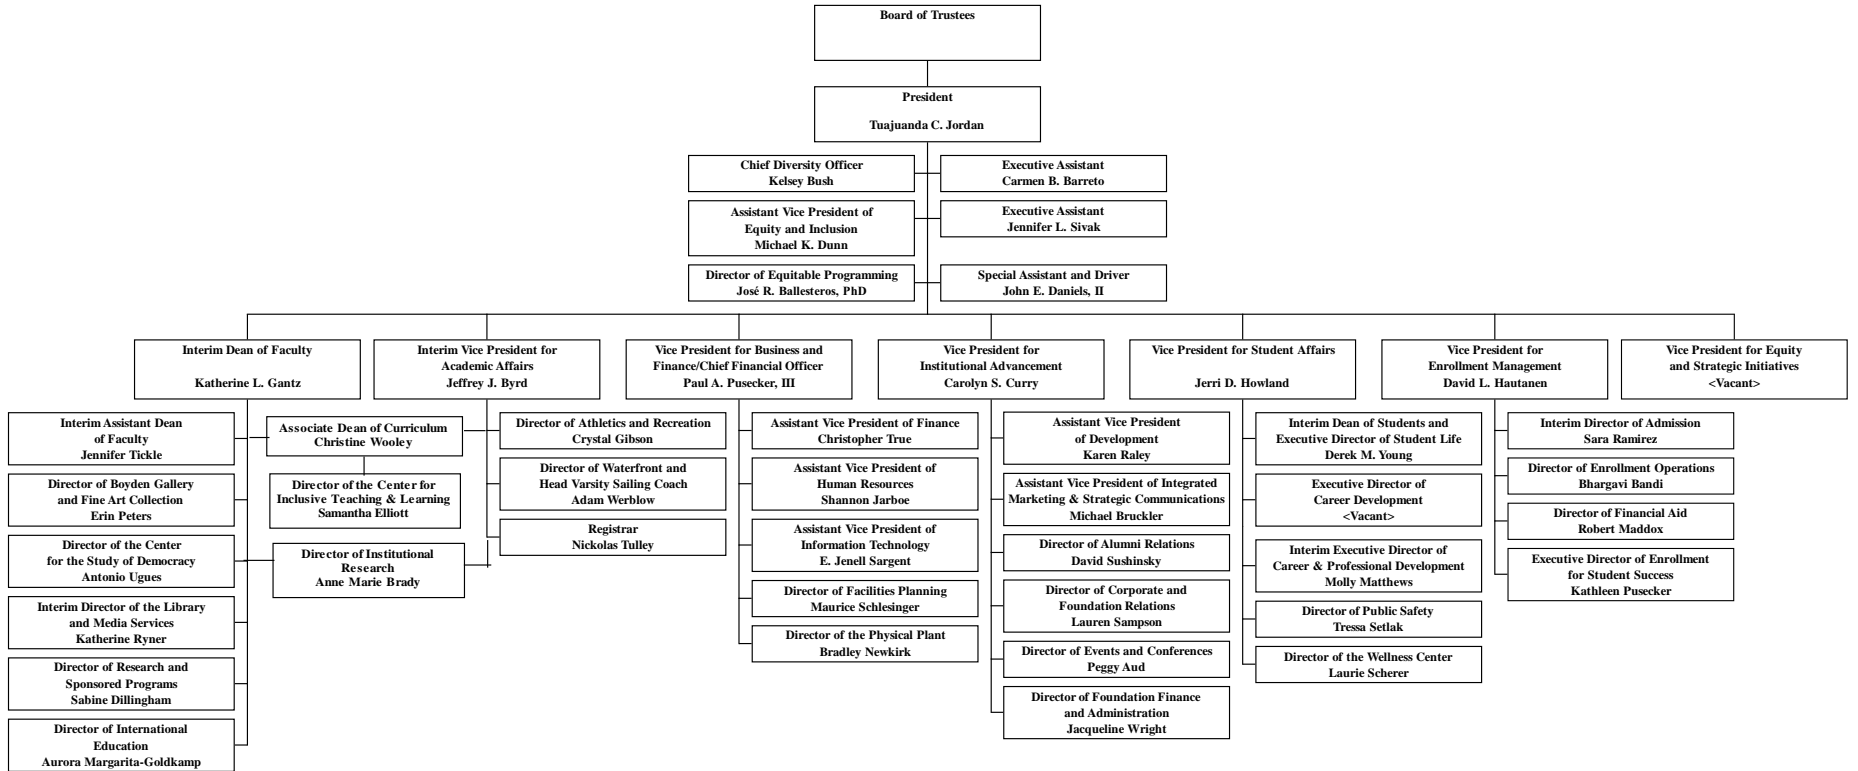 Board of Trustees
President
Tuajuanda C. Jordan
Chief Diversity Officer
Kelsey Bush
Executive Assistant
Carmen B. Barreto
Assistant Vice President of
Equity and Inclusion
Michael K. Dunn
Executive Assistant
Jennifer L. Sivak
Director of Equitable Programming
José R. Ballesteros, PhD
Special Assistant and Driver
John E. Daniels, II
Interim Dean of Faculty
Katherine L. Gantz
Interim Vice President for
Academic Affairs
Jeffrey J. Byrd
Vice President for Business and
Finance/Chief Financial Officer
Paul A. Pusecker, III
Vice President for
Institutional Advancement
Carolyn S. Curry
Vice President for Student Affairs
Jerri D. Howland
Vice President for
Enrollment Management
David L. Hautanen
Vice President for Equity
and Strategic Initiatives
<Vacant>
Interim Assistant Dean
of Faculty
Jennifer Tickle
Director of Boyden Gallery
and Fine Art Collection
Erin Peters
Director of the Center
for the Study of Democracy
Antonio Ugues
Interim Director of the Library
and Media Services
Katherine Ryner
Director of Research and
Sponsored Programs
Sabine Dillingham
Director of International
Education
Aurora Margarita-Goldkamp
Associate Dean of Curriculum
Christine Wooley
Director of the Center for
Inclusive Teaching & Learning
Samantha Elliott
Director of Institutional
Research
Anne Marie Brady
Director of Athletics and Recreation
Crystal Gibson
Director of Waterfront and
Head Varsity Sailing Coach
Adam Werblow
Registrar
Nickolas Tulley
Assistant Vice President of Finance
Christopher True
Assistant Vice President of
Human Resources
Shannon Jarboe
Assistant Vice President of
Information Technology
E. Jenell Sargent
Director of Facilities Planning
Maurice Schlesinger
Director of the Physical Plant
Bradley Newkirk
Assistant Vice President
of Development
Karen Raley
Assistant Vice President of Integrated
Marketing & Strategic Communications
Michael Bruckler
Director of Alumni Relations
David Sushinsky
Director of Corporate and
Foundation Relations
Lauren Sampson
Director of Events and Conferences
Peggy Aud
Director of Foundation Finance
and Administration
Jacqueline Wright
Interim Dean of Students and
Executive Director of Student Life
Derek M. Young
Executive Director of
Career Development
<Vacant>
Interim Executive Director of
Career & Professional Development
Molly Matthews
Director of Public Safety
Tressa Setlak
Director of the Wellness Center
Laurie Scherer
Interim Director of Admission
Sara Ramirez
Director of Enrollment Operations
Bhargavi Bandi
Director of Financial Aid
Robert Maddox
Executive Director of Enrollment
for Student Success
Kathleen Pusecker